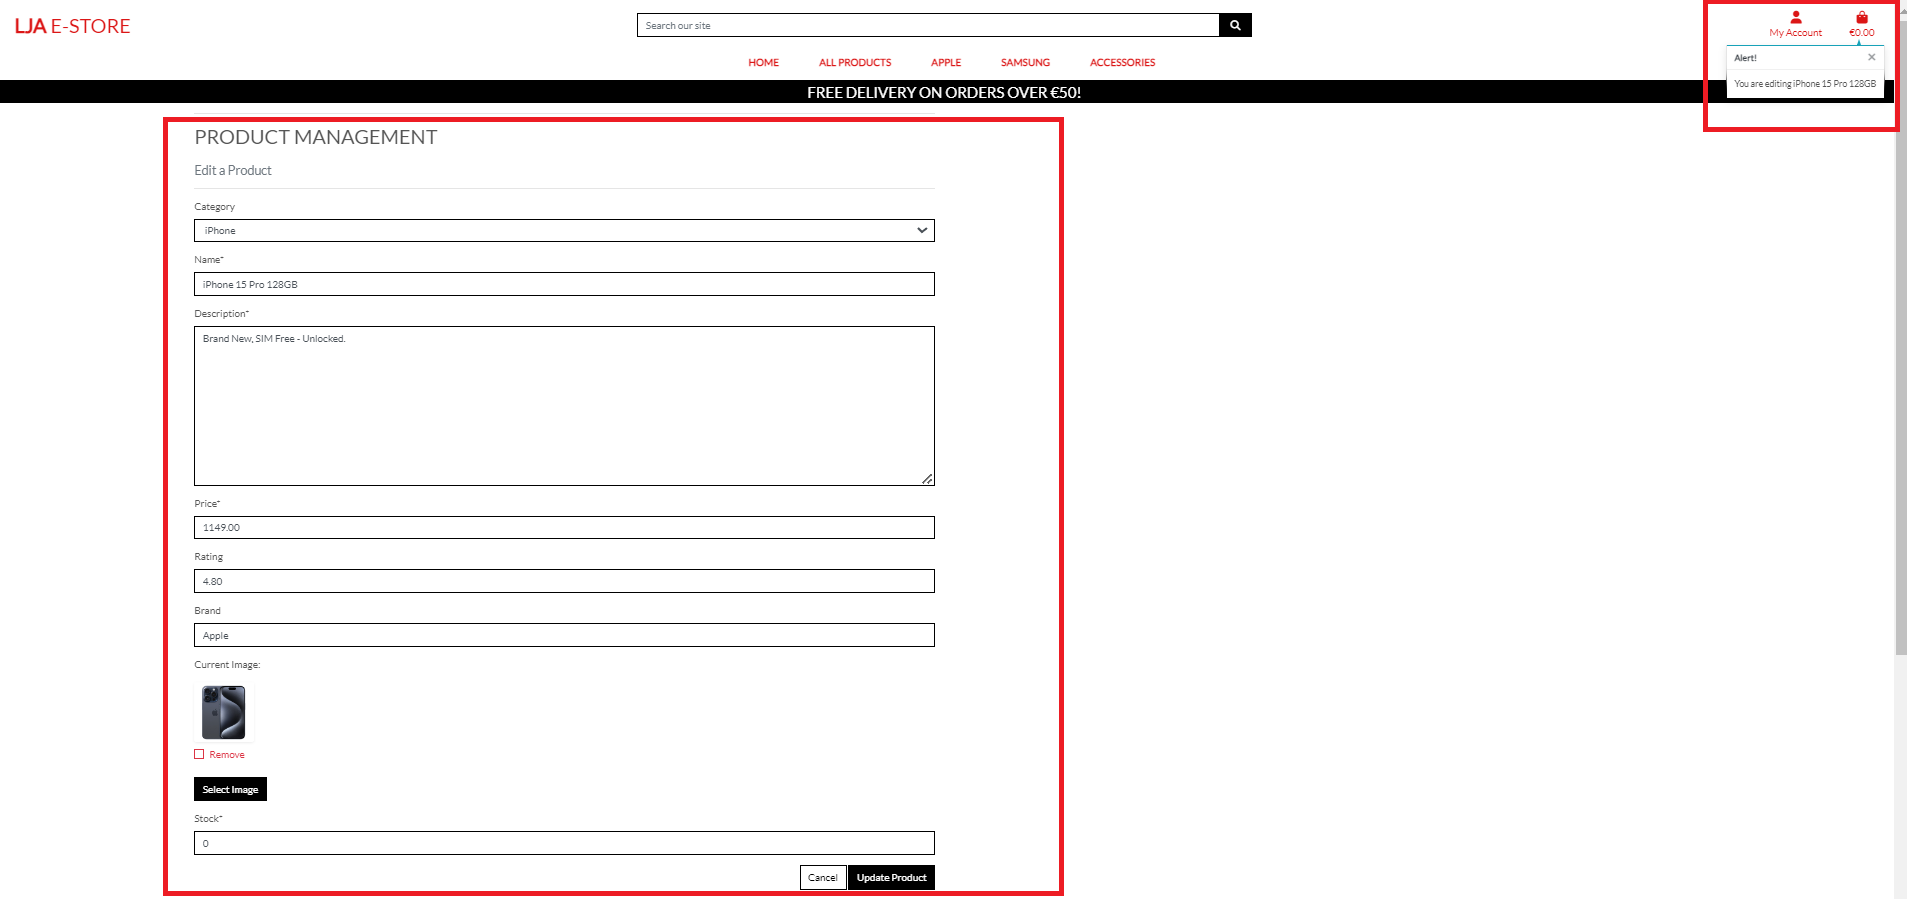 LJA E-STORE
Search our site
My Account
€0.00
HOME
ALL PRODUCTS
APPLE
SAMSUNG
ACCESSORIES
Alert!
You are editing iPhone 15 Pro 128GB
FREE DELIVERY ON ORDERS OVER €50!
PRODUCT MANAGEMENT
Edit a Product
Category
iPhone
Name*
iPhone 15 Pro 128GB
Description*
Brand New, SIM Free - Unlocked.
Price*
1149.00
Rating
4.80
Brand
Apple
Current Image:
Remove
Select Image
Stock*
0
Cancel
Update Product